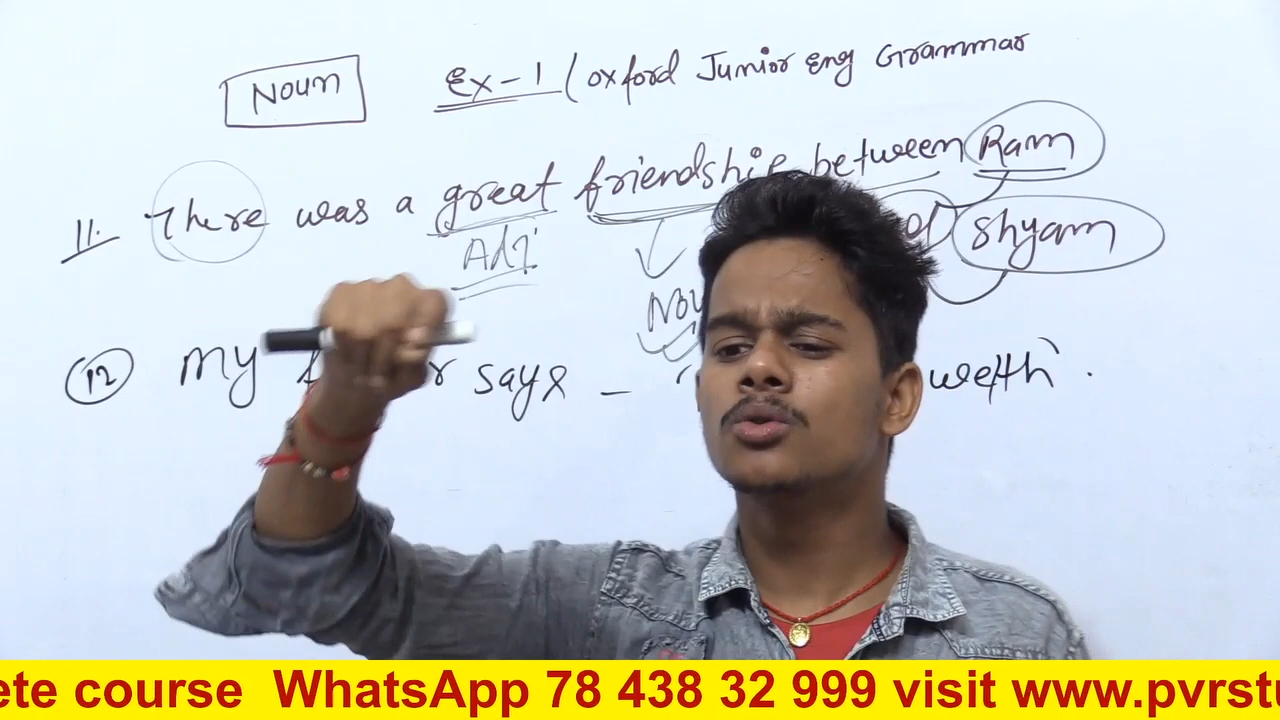 Noun Ex-1 (Oxford Junior Eng Grammar
11. There was a great friendship between Ram
Shyam
Adj
12 My says - weth .
ete course WhatsApp 78 438 32 999 visit www.pvrstu